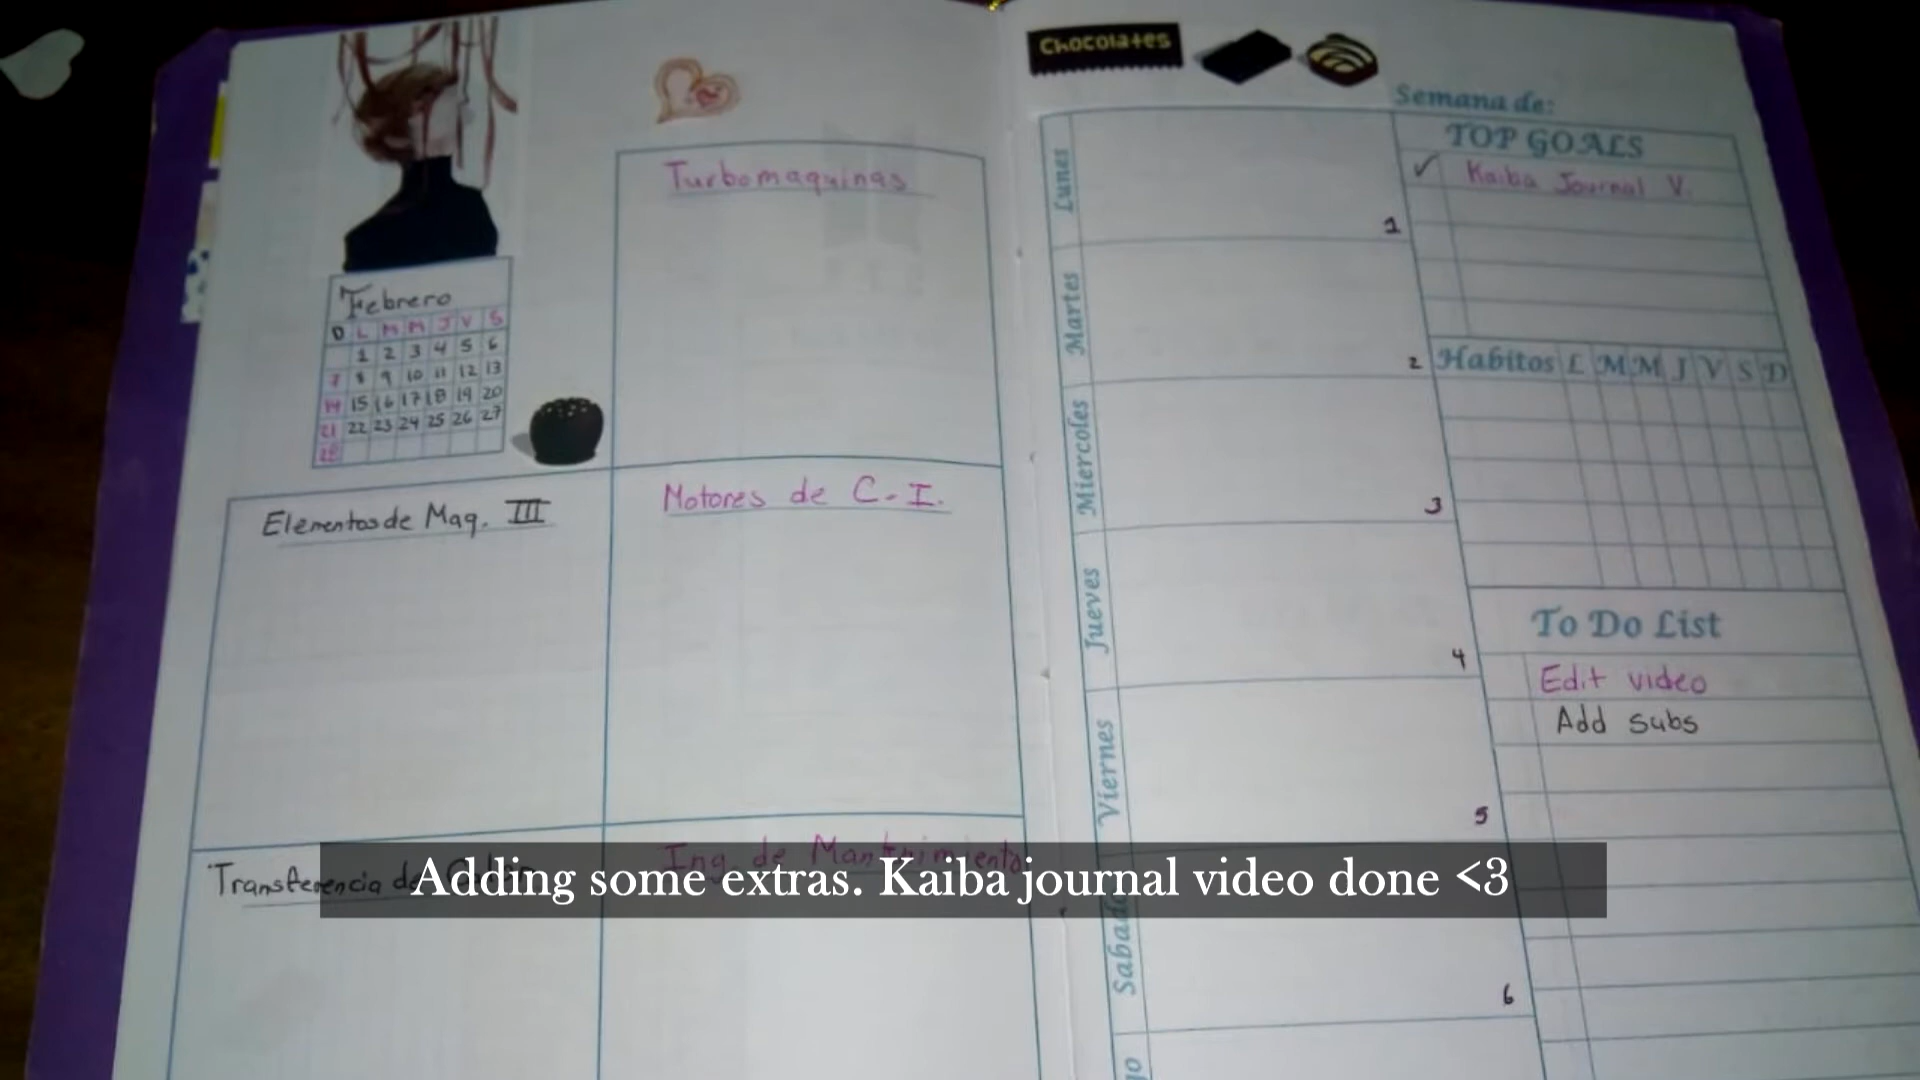 Febrero
D L M M J V S
1 2 3 4 5 6
7 8 9 10 11 12 13
14 15 16 17 18 19 20
21 22 23 24 25 26 27
28
Turbomaquinas
Elementos de Maq. III
Motores de C.I.
Transferencia de
Ing. de Mantenimiento
Chocolates
Semana de:
Lunes
1
Martes
2
Miercoles
3
Jueves
4
Viernes
5
Sabado
6
TOP GOALS
✓ Kaiba Journal V.
Habitos L M M J V S D
To Do List
Edit video
Add subs
Adding some extras. Kaiba journal video done <3